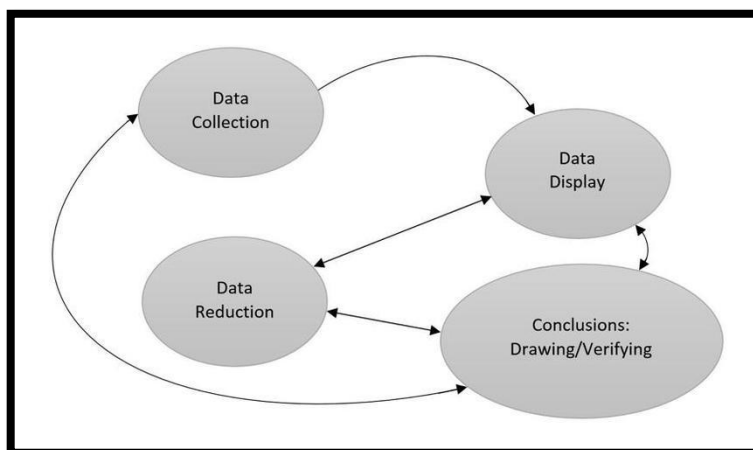 Data
Collection
Data
Display
Data
Reduction
Conclusions:
Drawing/Verifying